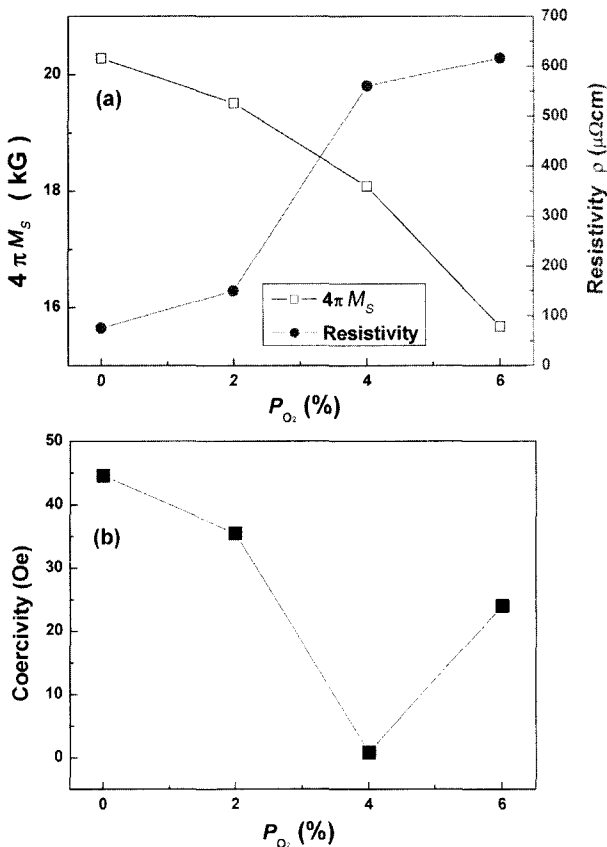 (a)
4 π M_S ( kG )
20
18
16
Resistivity ρ (μΩcm)
700
600
500
400
300
200
100
0
4π M_S
Resistivity
0 2 4 6
P_O₂ (%)
(b)
Coercivity (Oe)
50
40
30
20
10
0
0 2 4 6
P_O₂ (%)